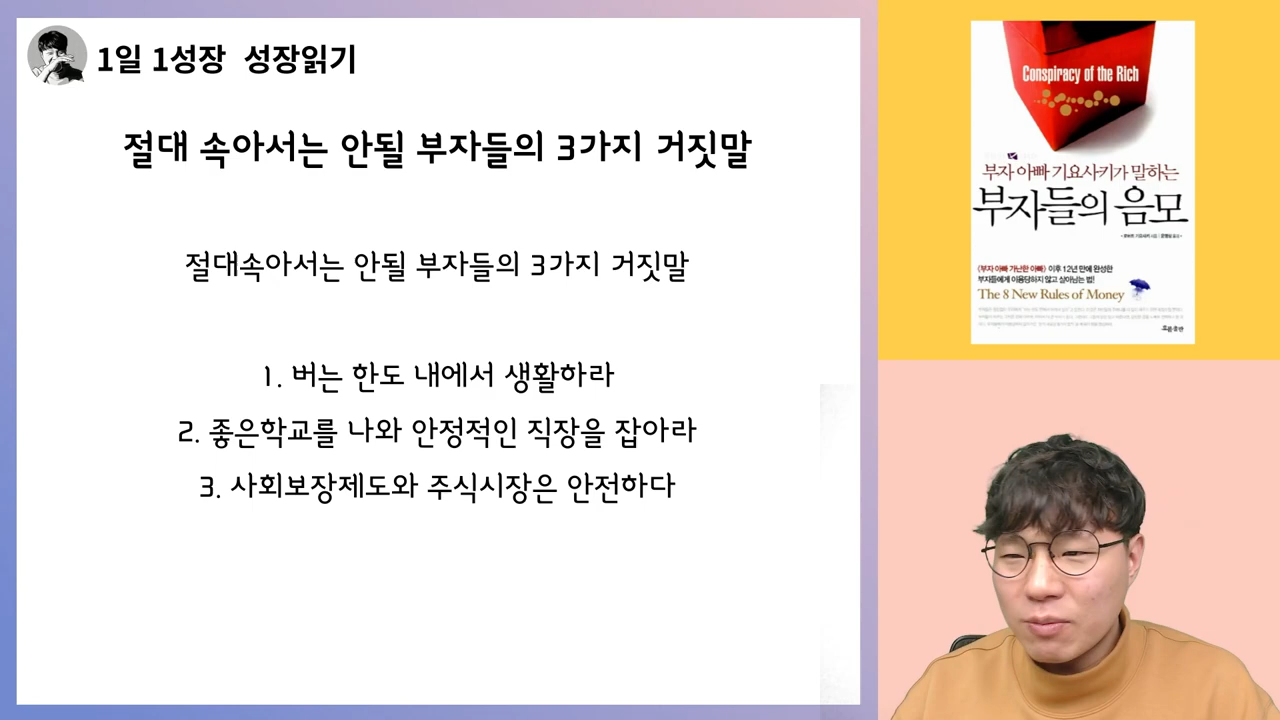 1일 1성장 성장읽기
절대 속아서는 안될 부자들의 3가지 거짓말
절대속아서는 안될 부자들의 3가지 거짓말
1. 버는 한도 내에서 생활하라
2. 좋은학교를 나와 안정적인 직장을 잡아라
3. 사회보장제도와 주식시장은 안전하다
Conspiracy of the Rich
부자 아빠 기요사키가 말하는
부자들의 음모
《부자 아빠 가난한 아빠》 이후 12년 만에 완성한
부자들에게 이용당하지 않고 살아남는 법!
The 8 New Rules of Money